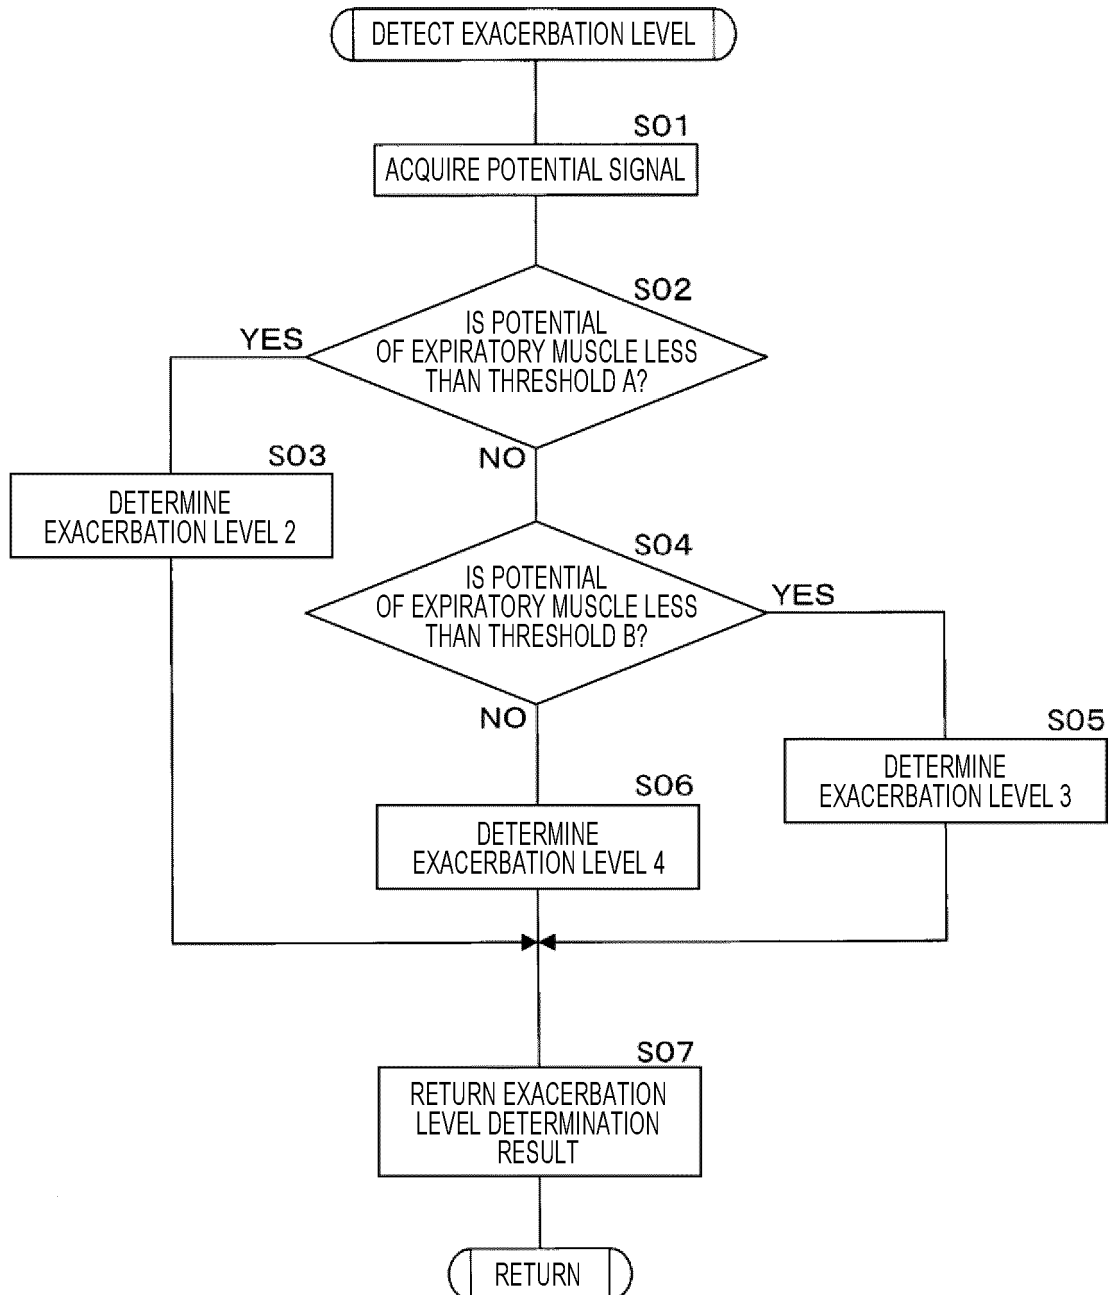 DETECT EXACERBATION LEVEL
S01
ACQUIRE POTENTIAL SIGNAL
S02
IS POTENTIAL
OF EXPIRATORY MUSCLE LESS
THAN THRESHOLD A?
YES
NO
S03
DETERMINE
EXACERBATION LEVEL 2
S04
IS POTENTIAL
OF EXPIRATORY MUSCLE LESS
THAN THRESHOLD B?
YES
NO
S05
DETERMINE
EXACERBATION LEVEL 3
S06
DETERMINE
EXACERBATION LEVEL 4
S07
RETURN EXACERBATION
LEVEL DETERMINATION
RESULT
RETURN